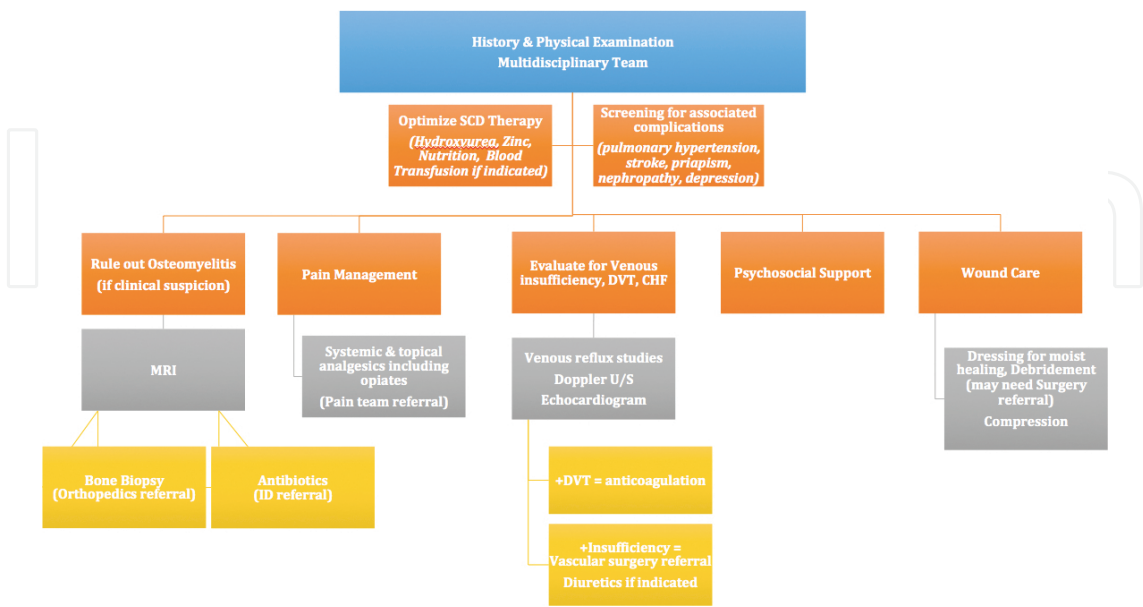 History & Physical Examination
Multidisciplinary Team
Optimize SCD Therapy
(Hydroxyurea, Zinc,
Nutrition, Blood
Transfusion if indicated)
Screening for associated
complications
(pulmonary hypertension,
stroke, priapism,
nephropathy, depression)
Rule out Osteomyelitis
(if clinical suspicion)
Pain Management
Evaluate for Venous
insufficiency, DVT, CHF
Psychosocial Support
Wound Care
MRI
Systemic & topical
analgesics including
opiates
(Pain team referral)
Venous reflux studies
Doppler U/S
Echocardiogram
Dressing for moist
healing, Debridement
(may need Surgery
referral)
Compression
Bone Biopsy
(Orthopedics referral)
Antibiotics
(ID referral)
+DVT = anticoagulation
+Insufficiency =
Vascular surgery referral
Diuretics if indicated